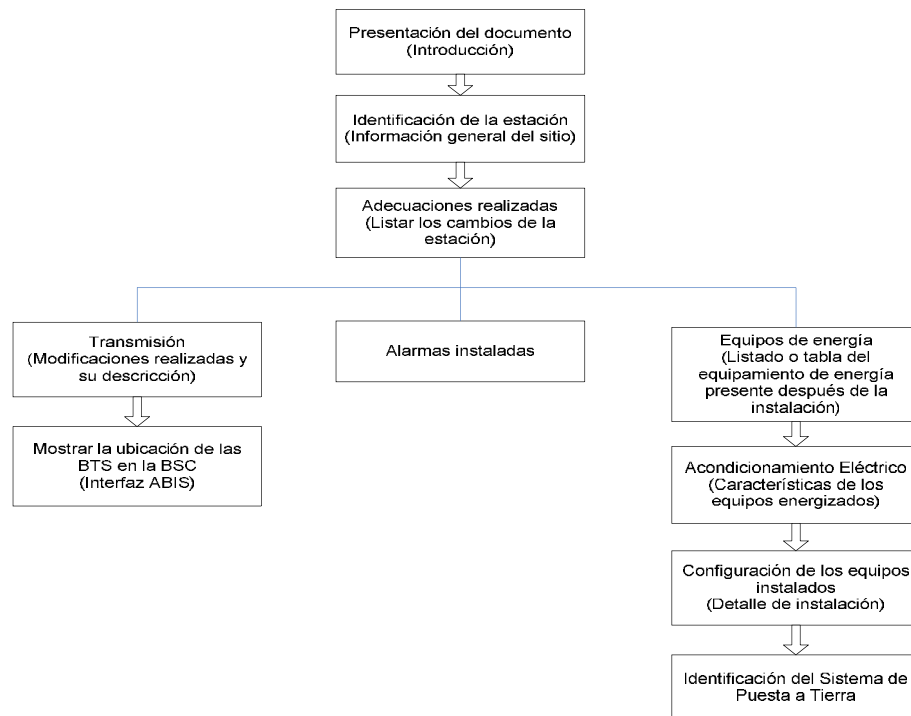 Presentación del documento
(Introducción)
Identificación de la estación
(Información general del sitio)
Adecuaciones realizadas
(Listar los cambios de la
estación)
Transmisión
(Modificaciones realizadas y
su descricción)
Mostrar la ubicación de las
BTS en la BSC
(Interfaz ABIS)
Alarmas instaladas
Equipos de energía
(Listado o tabla del
equipamiento de energía
presente después de la
instalación)
Acondicionamiento Eléctrico
(Características de los
equipos energizados)
Configuración de los equipos
instalados
(Detalle de instalación)
Identificación del Sistema de
Puesta a Tierra